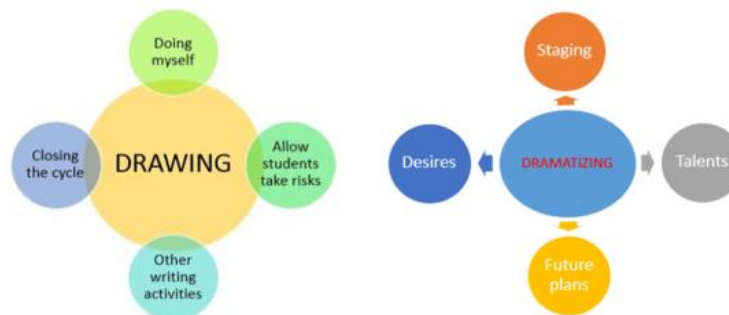 Doing
myself
Closing
the cycle
DRAWING
Allow
students
take risks
Other
writing
activities
Staging
Desires
DRAMATIZING
Talents
Future
plans